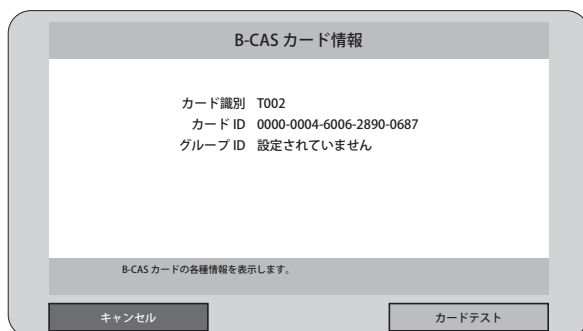 B-CAS カード情報
カード識別 T002
カード ID 0000-0004-6006-2890-0687
グループ ID 設定されていません
B-CAS カードの各種情報を表示します。
キャンセル カードテスト